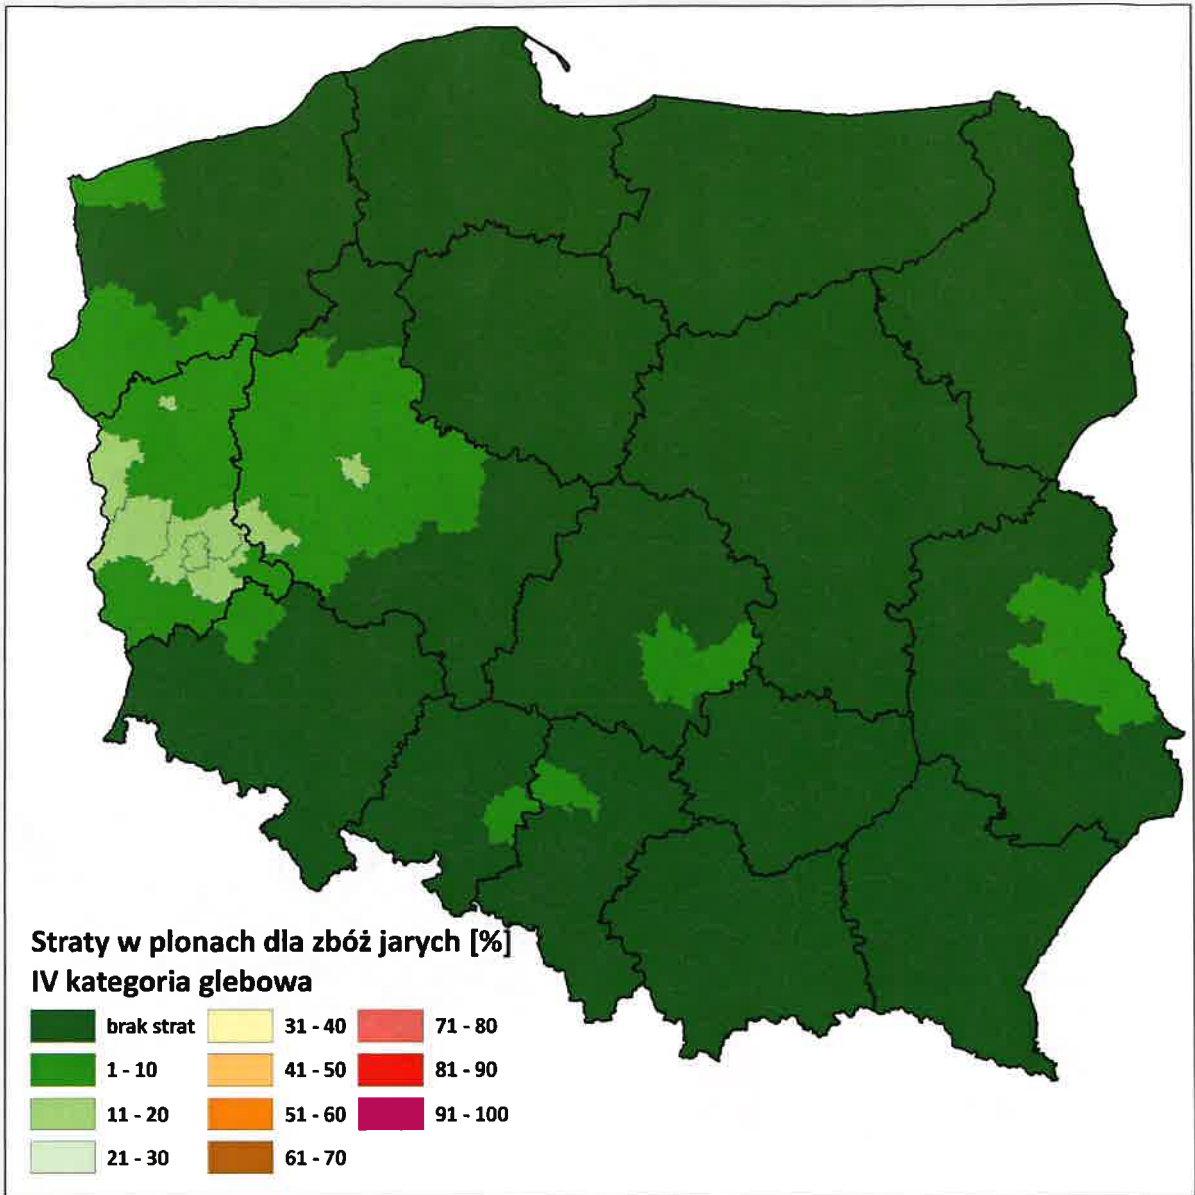 Straty w plonach dla zbóż jarych [%]
IV kategoria glebowa
brak strat
1 - 10
11 - 20
21 - 30
31 - 40
41 - 50
51 - 60
61 - 70
71 - 80
81 - 90
91 - 100